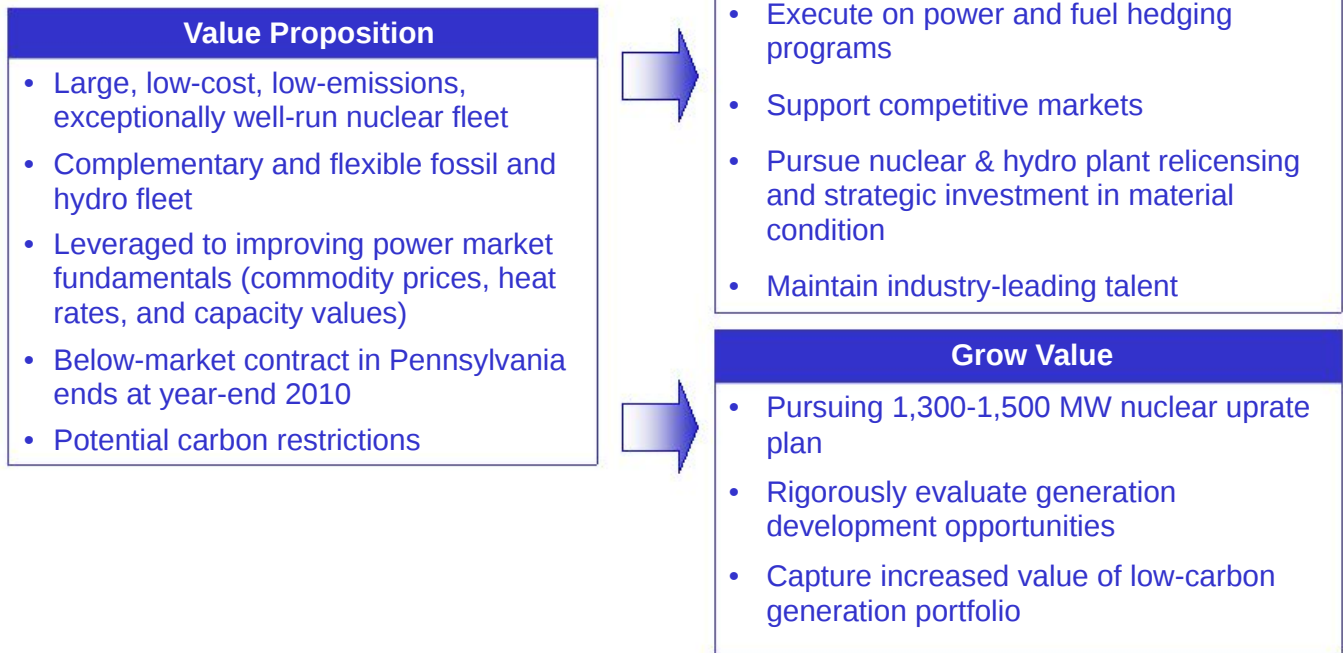 Value Proposition
• Large, low-cost, low-emissions,
exceptionally well-run nuclear fleet
• Complementary and flexible fossil and
hydro fleet
• Leveraged to improving power market
fundamentals (commodity prices, heat
rates, and capacity values)
• Below-market contract in Pennsylvania
ends at year-end 2010
• Potential carbon restrictions
• Execute on power and fuel hedging
programs
• Support competitive markets
• Pursue nuclear & hydro plant relicensing
and strategic investment in material
condition
• Maintain industry-leading talent
Grow Value
• Pursuing 1,300-1,500 MW nuclear uprate
plan
• Rigorously evaluate generation
development opportunities
• Capture increased value of low-carbon
generation portfolio